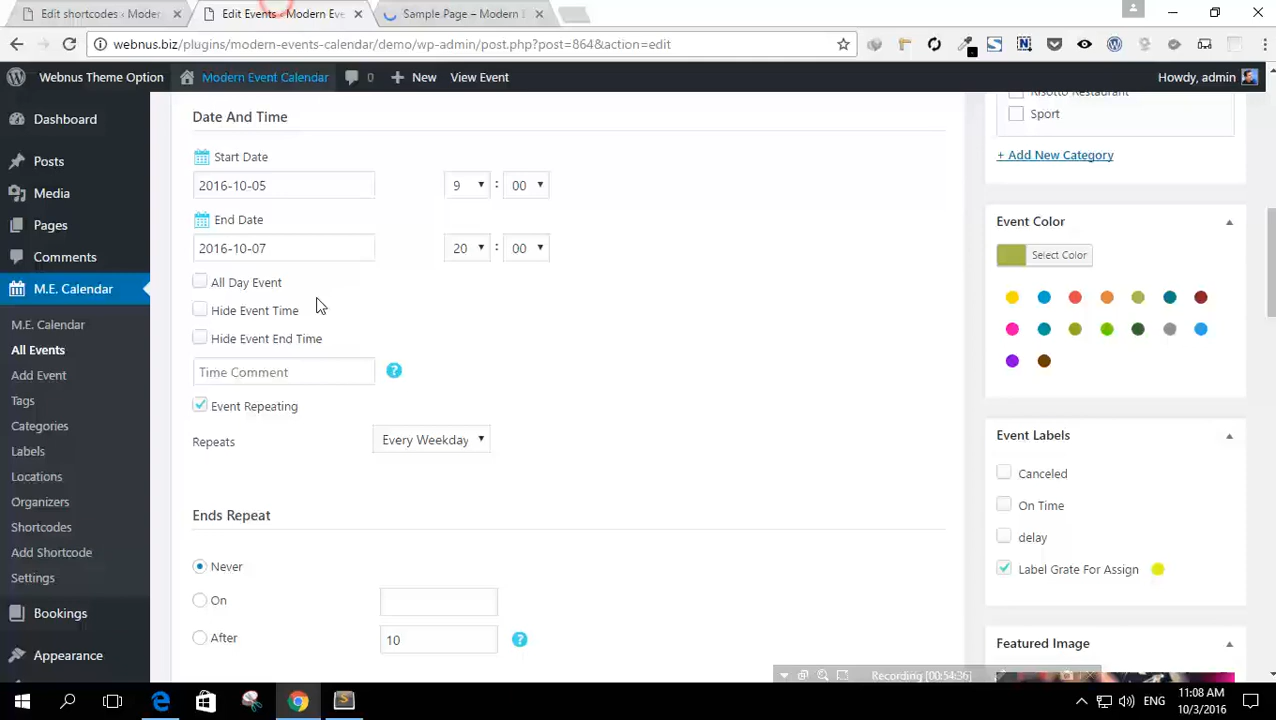 Edit shortcodes ‹ Moder
Edit Events ‹ Modern Eve
Sample Page – Modern E
webnus.biz/plugins/modern-events-calendar/demo/wp-admin/post.php?post=864&action=edit
Webnus Theme Option
Modern Event Calendar
0
New
View Event
Howdy, admin
Dashboard
Posts
Media
Pages
Comments
M.E. Calendar
M.E. Calendar
All Events
Add Event
Tags
Categories
Labels
Locations
Organizers
Shortcodes
Add Shortcode
Settings
Bookings
Appearance
Date And Time
Start Date
2016-10-05
9 : 00
End Date
2016-10-07
20 : 00
All Day Event
Hide Event Time
Hide Event End Time
Time Comment
?
Event Repeating
Repeats
Every Weekday
Ends Repeat
Never
On
After
10
?
Risotto Restaurant
Sport
+ Add New Category
Event Color
Select Color
Event Labels
Canceled
On Time
delay
Label Grate For Assign
Featured Image
Recording [00:54:36]
ENG
11:08 AM
10/3/2016